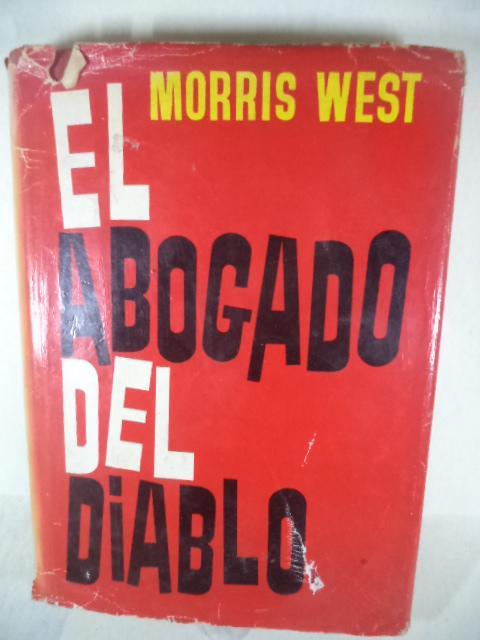 MORRIS WEST
EL
ABOGADO
DEL
DiABLO